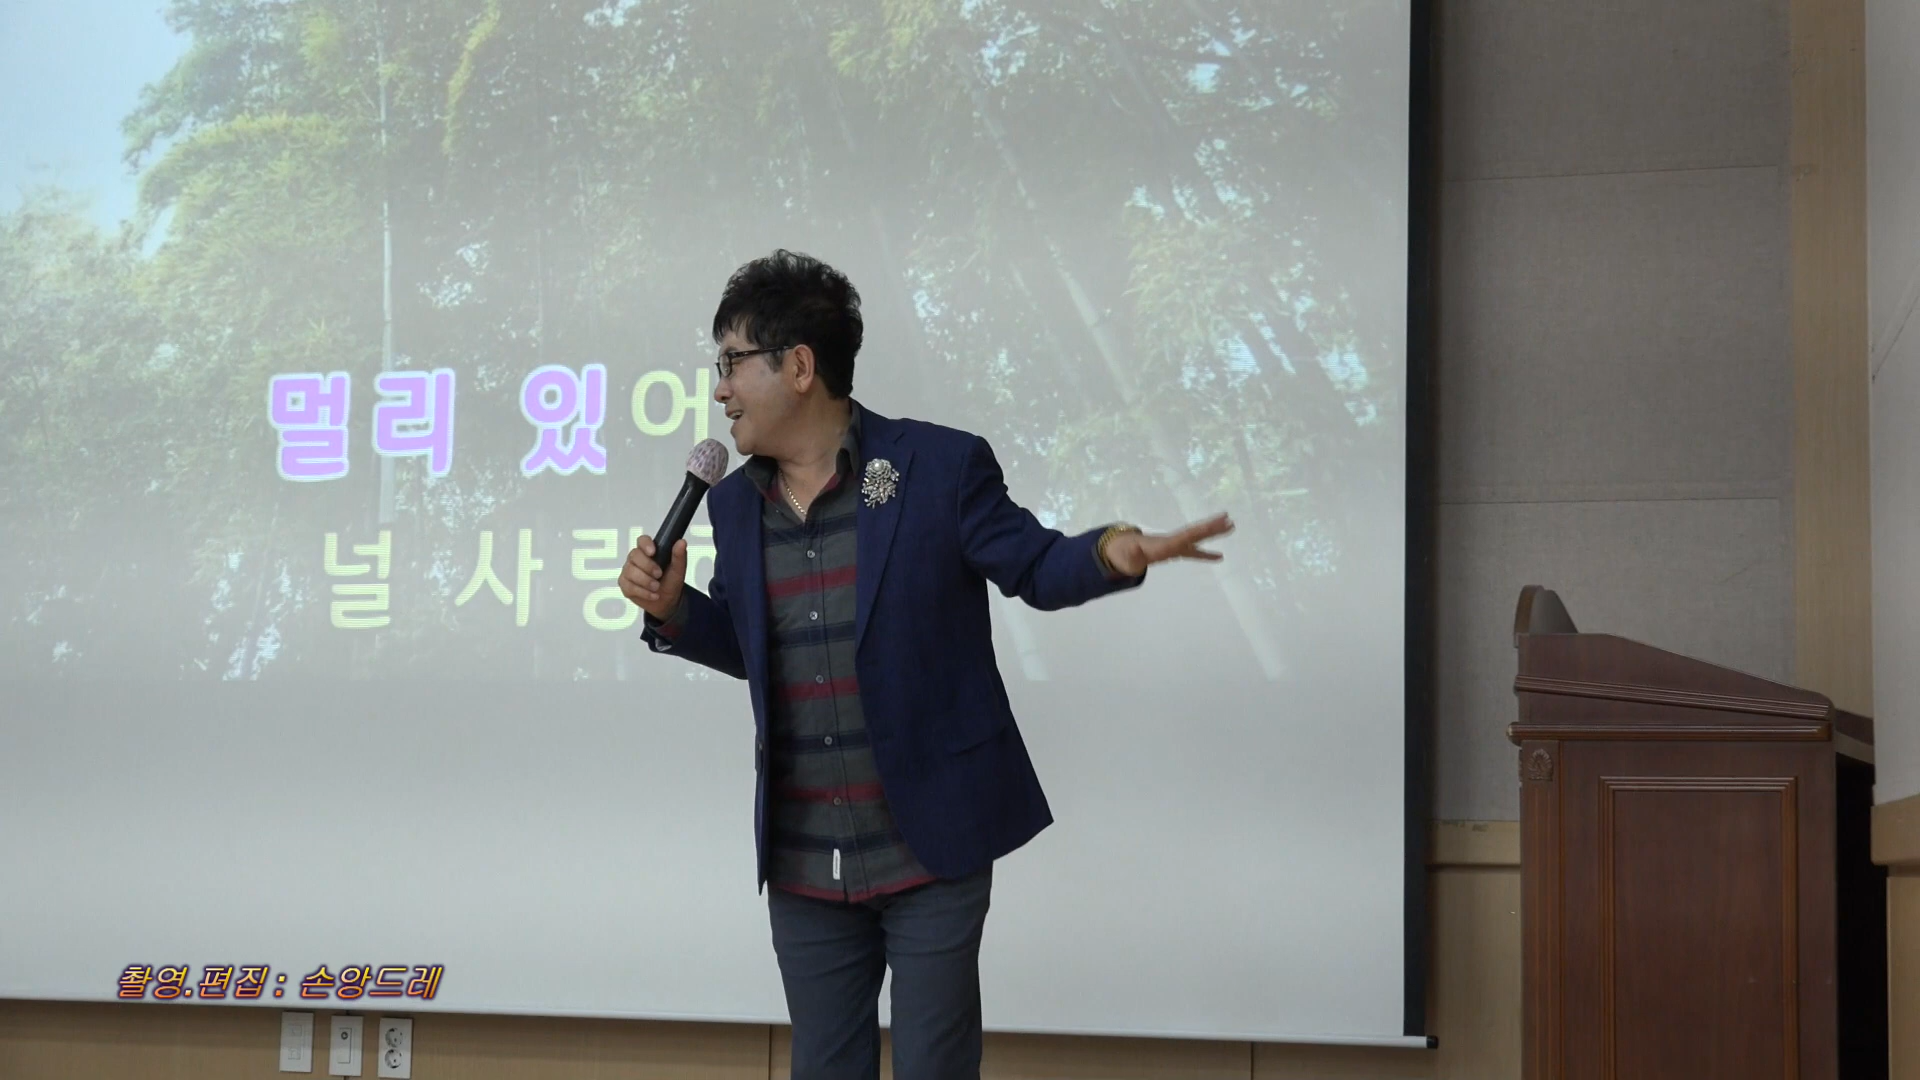 멀리 있어
널 사랑
촬영.편집 : 손앙드레